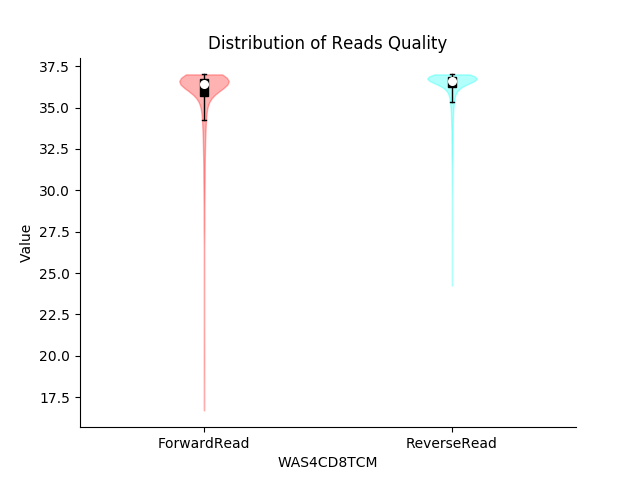 Distribution of Reads Quality
37.5
35.0
32.5
30.0
27.5
25.0
22.5
20.0
17.5
Value
ForwardRead
ReverseRead
WAS4CD8TCM